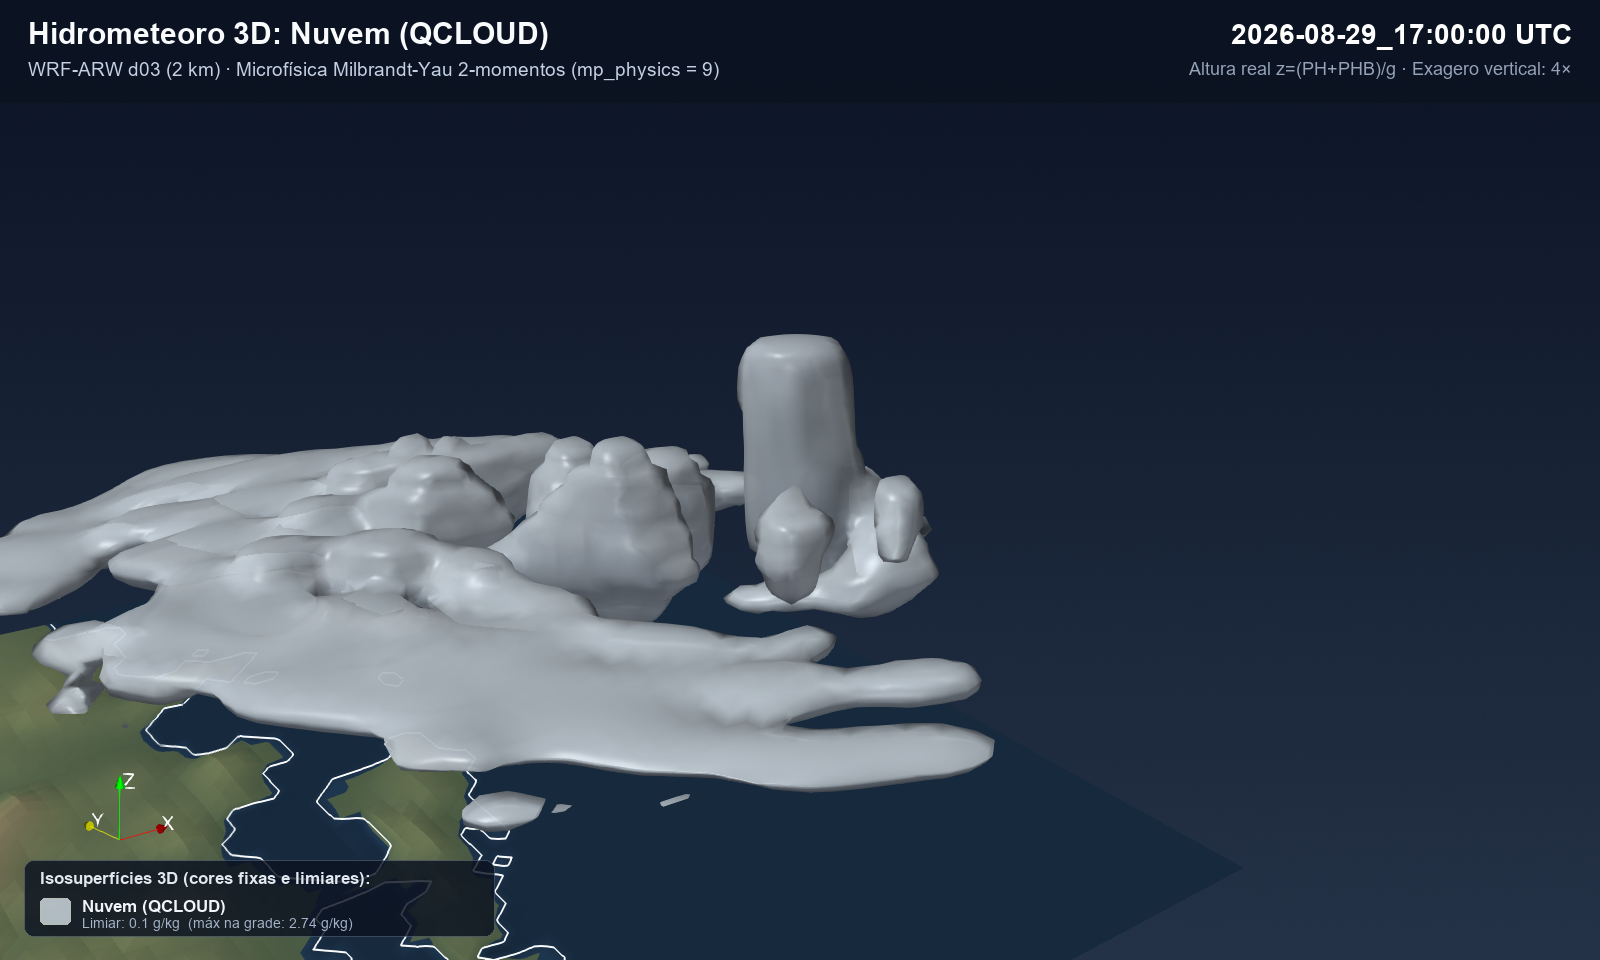 Hidrometeoro 3D: Nuvem (QCLOUD)
2026-08-29_17:00:00 UTC
WRF-ARW d03 (2 km) · Microfísica Milbrandt-Yau 2-momentos (mp_physics = 9)
Altura real z=(PH+PHB)/g · Exagero vertical: 4×
Z
Y
X
Isosuperfícies 3D (cores fixas e limiares):
Nuvem (QCLOUD)
Limiar: 0.1 g/kg (máx na grade: 2.74 g/kg)